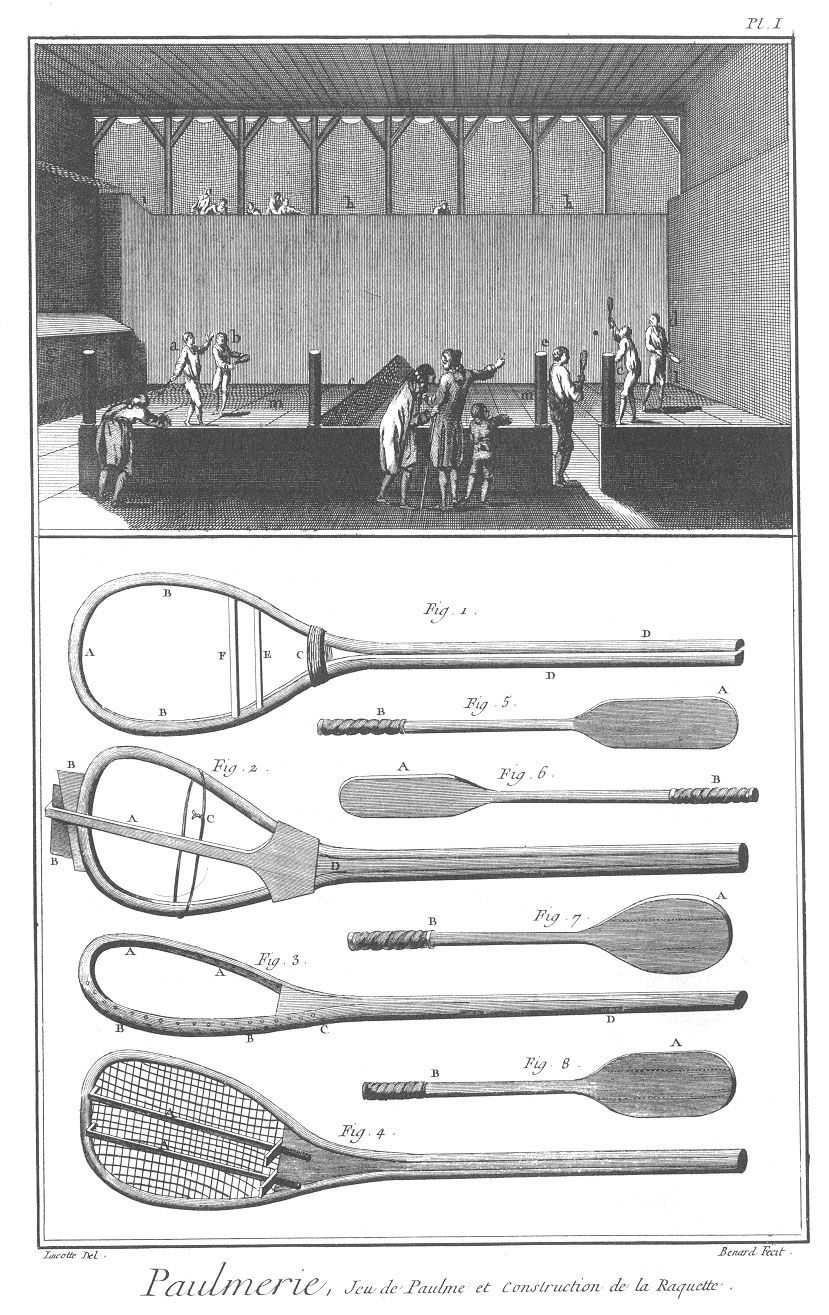 Pl. I
h h
a b d
e
f
m m
B
Fig. 1.
D
A F E C
B
D
A
Fig. 5.
B
Fig. 2.
B
A
Fig. 6.
B
A C
B
D
A
B
Fig. 7.
A
Fig. 3.
A
B
B
C
D
A
Fig. 8.
B
A
Fig. 4.
A
Lucotte Del.
Benard Fecit.
Paulmerie, Jeu de Paulme et Construction de la Raquette.